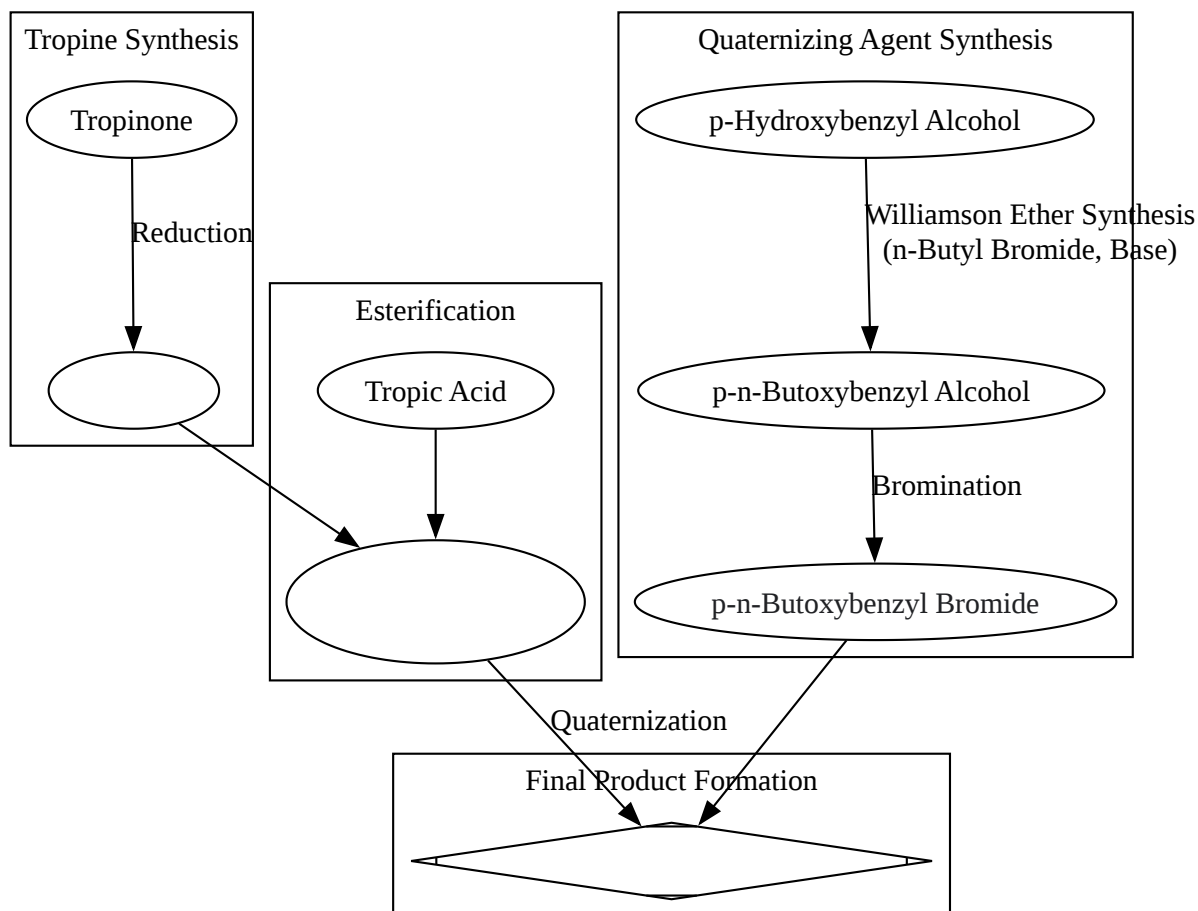 Tropine Synthesis
Tropinone
Reduction
Esterification
Tropic Acid
Quaternizing Agent Synthesis
p-Hydroxybenzyl Alcohol
Williamson Ether Synthesis
(n-Butyl Bromide, Base)
p-n-Butoxybenzyl Alcohol
Bromination
p-n-Butoxybenzyl Bromide
Quaternization
Final Product Formation